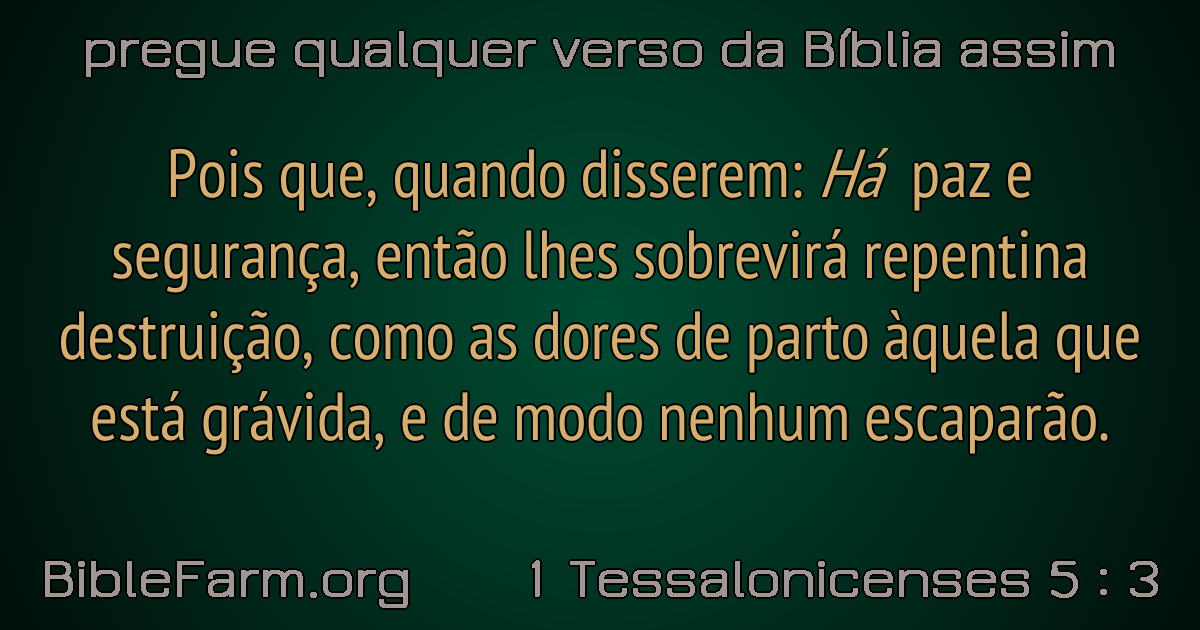 pregue qualquer verso da Bíblia assim
Pois que, quando disserem: Há paz e
segurança, então lhes sobrevirá repentina
destruição, como as dores de parto àquela que
está grávida, e de modo nenhum escaparão.
BibleFarm.org 1 Tessalonicenses 5 : 3